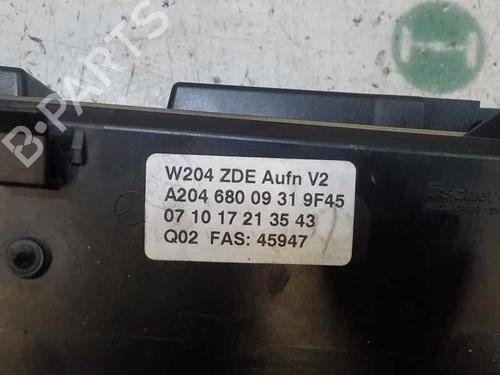 B-PARTS
W204 ZDE Aufn V2
A204 680 09 31 9F45
07 10 17 21 35 43
Q02 FAS: 45947